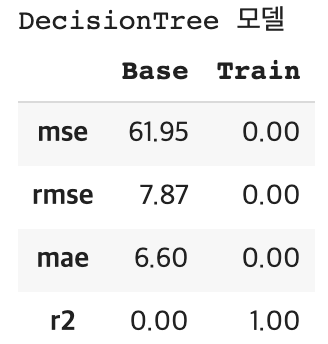 DecisionTree 모델
Base Train
mse 61.95 0.00
rmse 7.87 0.00
mae 6.60 0.00
r2 0.00 1.00